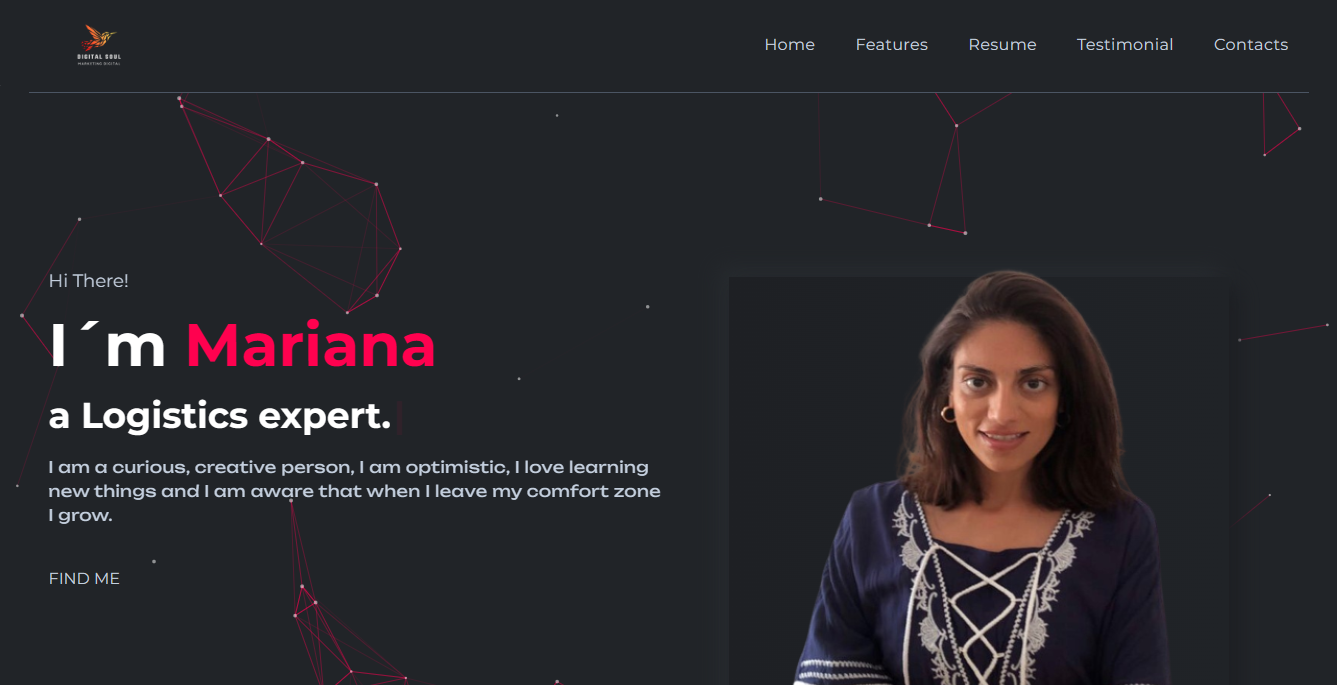 DIGITAL SOUL
MARKETING DIGITAL
Home Features Resume Testimonial Contacts
Hi There!
I´m Mariana
a Logistics expert.
I am a curious, creative person, I am optimistic, I love learning
new things and I am aware that when I leave my comfort zone
I grow.
FIND ME